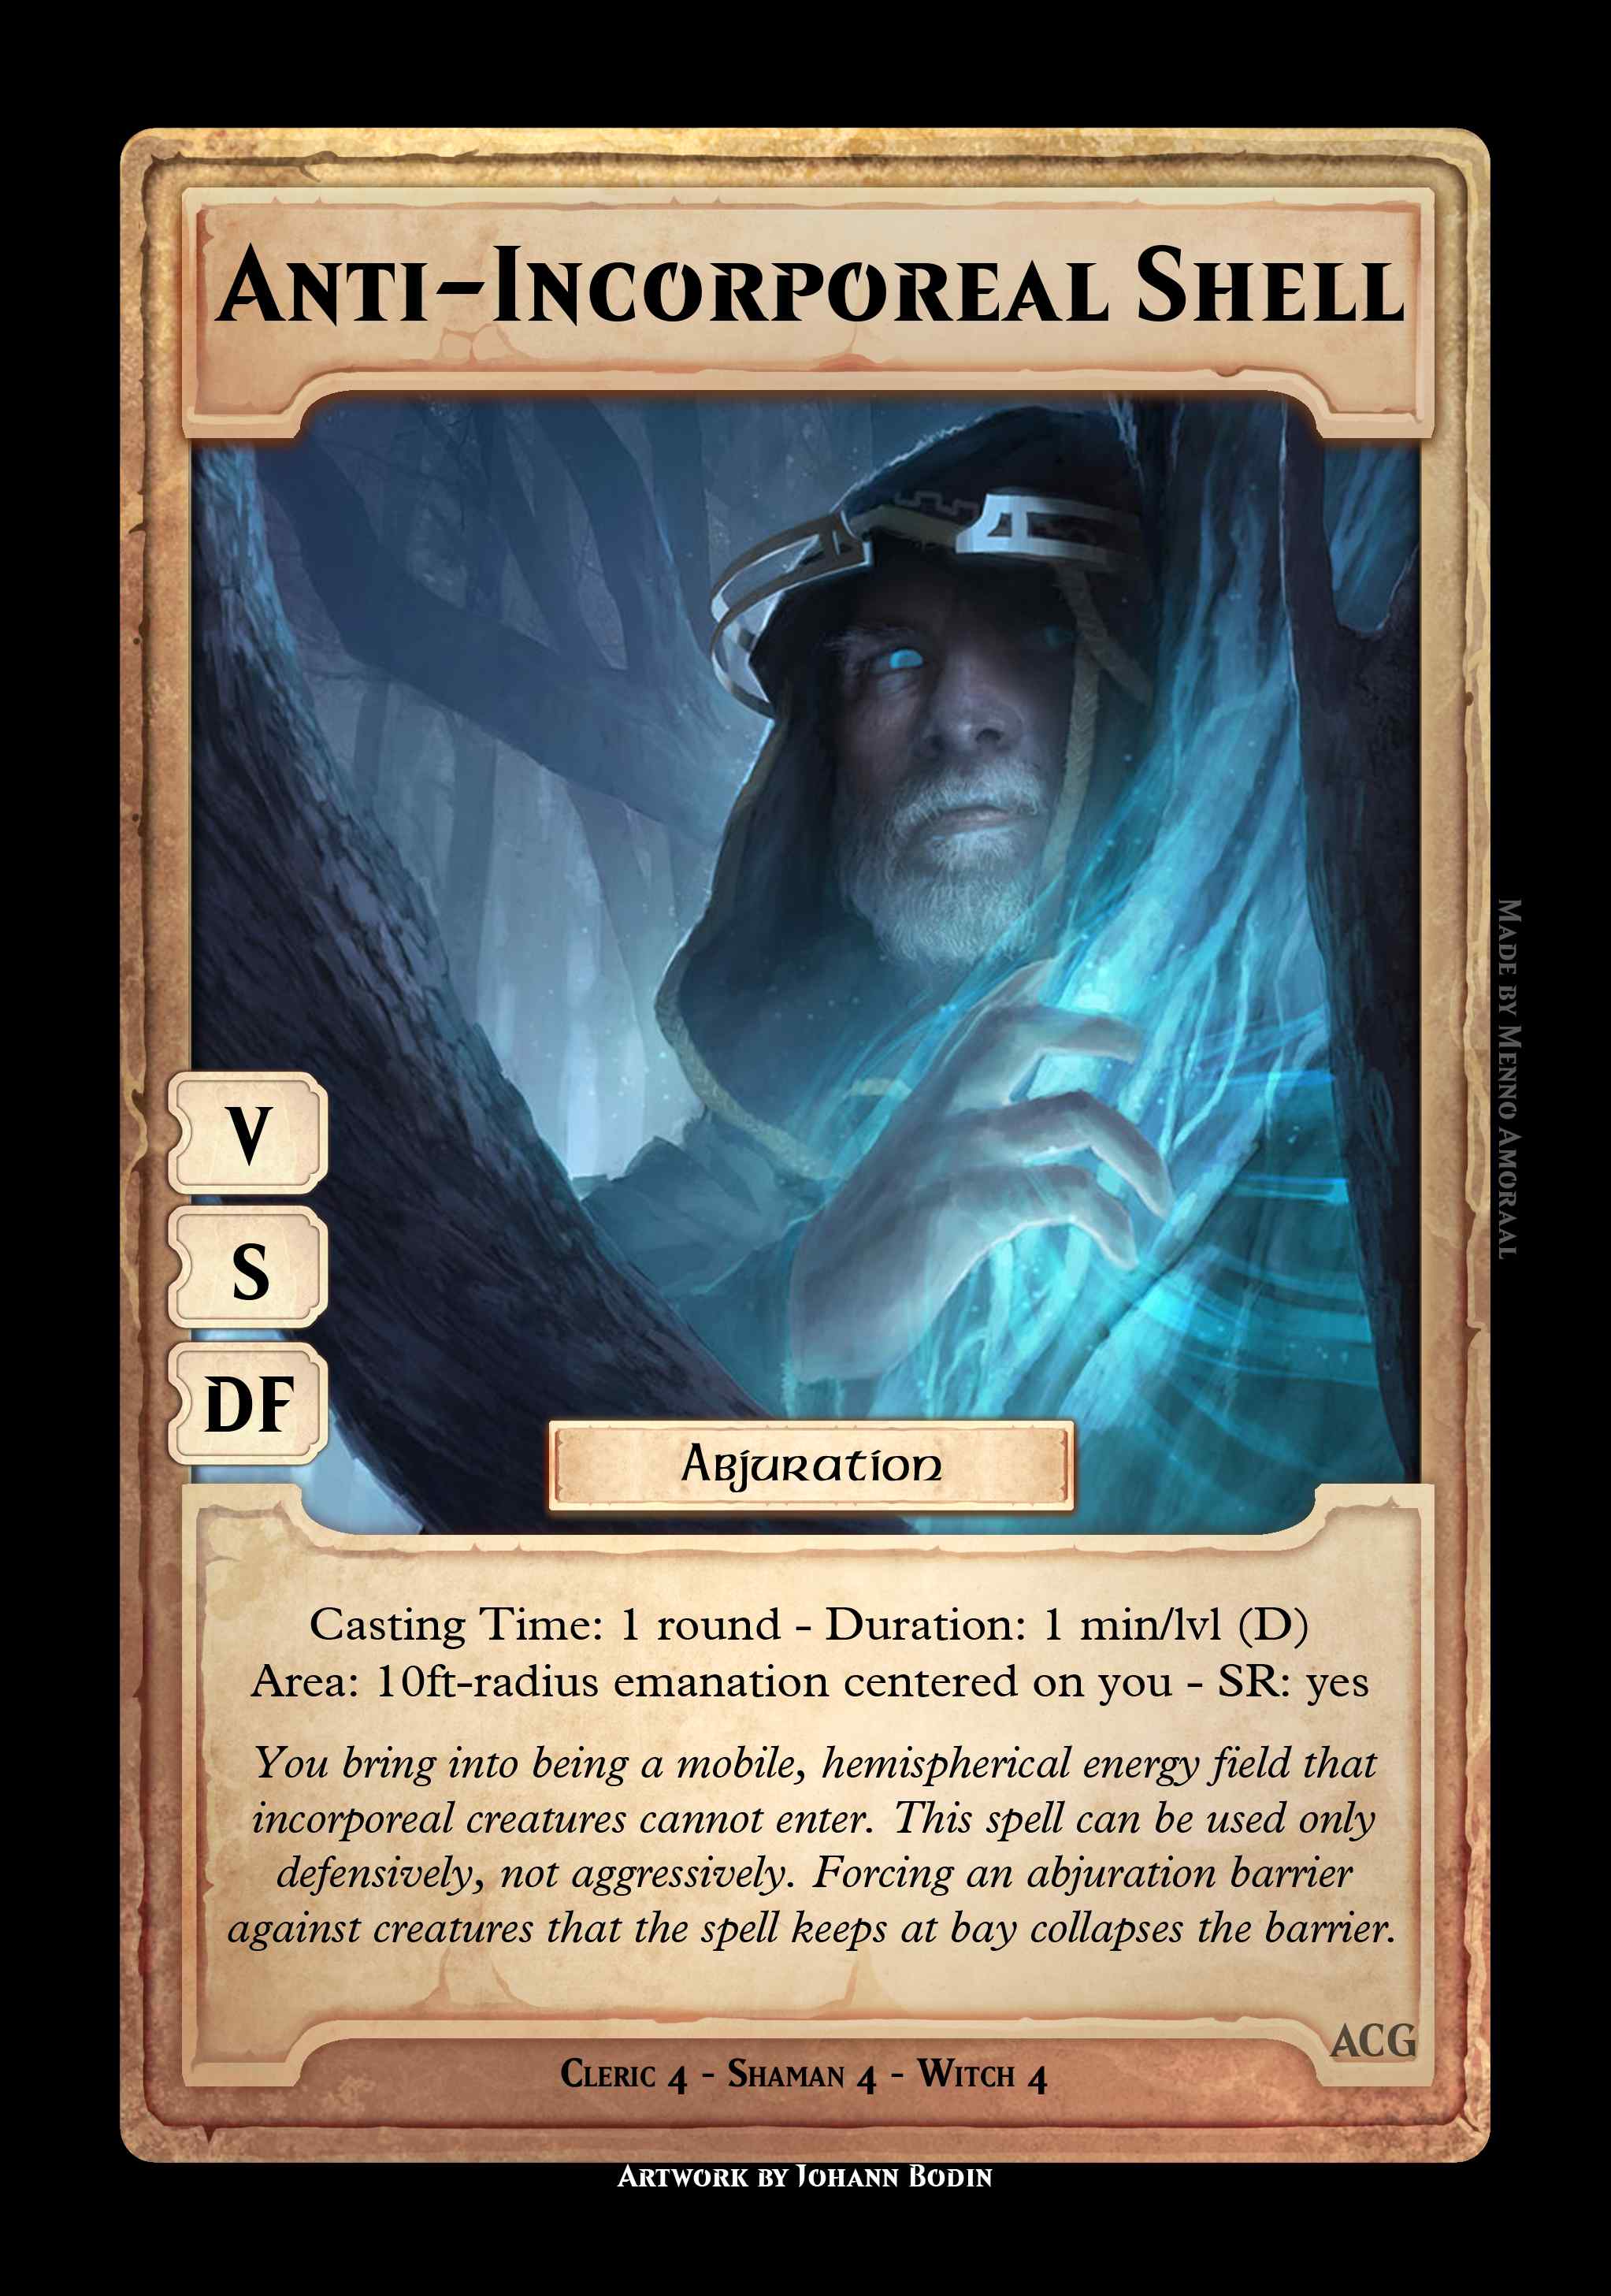 Anti-Incorporeal Shell
V
S
DF
Abjuration
Casting Time: 1 round - Duration: 1 min/lvl (D)
Area: 10ft-radius emanation centered on you - SR: yes
You bring into being a mobile, hemispherical energy field that
incorporeal creatures cannot enter. This spell can be used only
defensively, not aggressively. Forcing an abjuration barrier
against creatures that the spell keeps at bay collapses the barrier.
ACG
Cleric 4 - Shaman 4 - Witch 4
Artwork by Johann Bodin
Made by Menno Amoraal